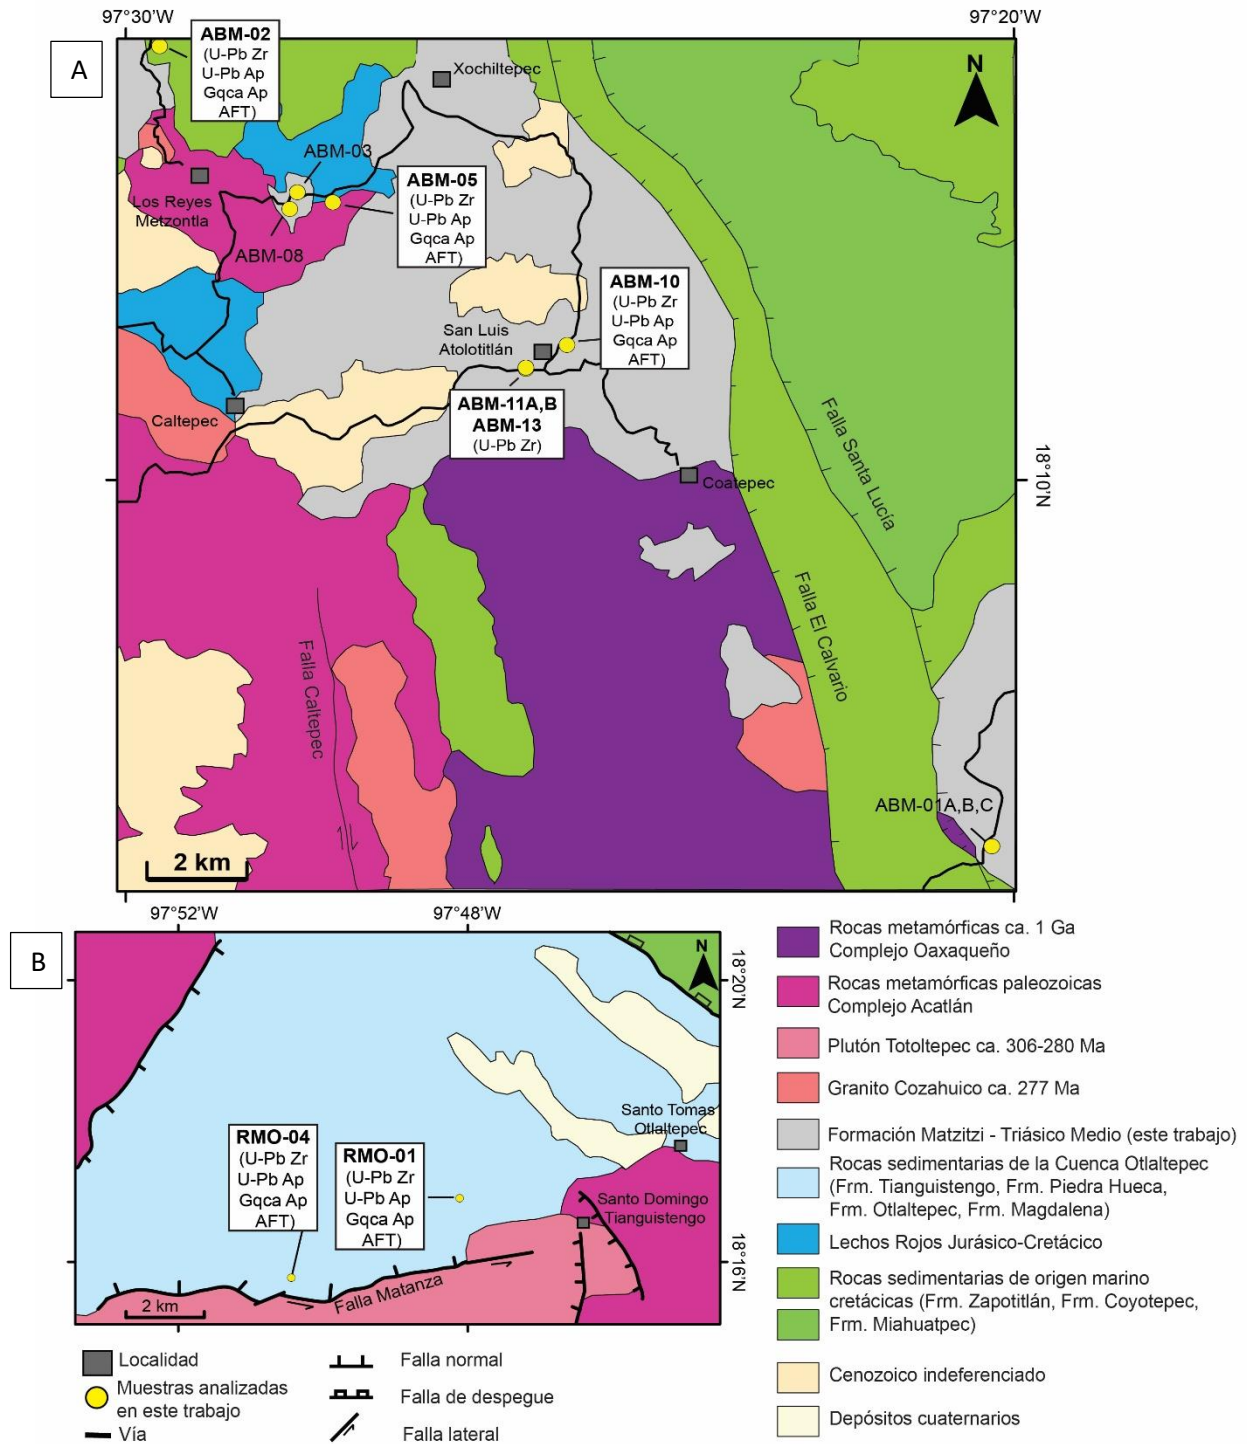 97°30'W
97°20'W
A
ABM-02
(U-Pb Zr
U-Pb Ap
Gqca Ap
AFT)
Xochiltepec
N
ABM-03
Los Reyes
Metzontla
ABM-05
(U-Pb Zr
U-Pb Ap
Gqca Ap
AFT)
ABM-08
ABM-10
(U-Pb Zr
U-Pb Ap
Gqca Ap
AFT)
San Luis
Atolotitlán
ABM-11A,B
ABM-13
(U-Pb Zr)
Caltepec
Coatepec
18°10'N
Falla Santa Lucía
Falla El Calvario
Falla Caltepec
ABM-01A,B,C
2 km
97°52'W
97°48'W
B
N
18°20'N
Santo Tomas
Otlaltepec
RMO-04
(U-Pb Zr
U-Pb Ap
Gqca Ap
AFT)
RMO-01
(U-Pb Zr
U-Pb Ap
Gqca Ap
AFT)
Santo Domingo
Tianguistengo
18°16'N
Falla Matanza
2 km
Localidad
Muestras analizadas
en este trabajo
Vía
Falla normal
Falla de despegue
Falla lateral
Rocas metamórficas ca. 1 Ga
Complejo Oaxaqueño
Rocas metamórficas paleozoicas
Complejo Acatlán
Plutón Totoltepec ca. 306-280 Ma
Granito Cozahuico ca. 277 Ma
Formación Matzitzi - Triásico Medio (este trabajo)
Rocas sedimentarias de la Cuenca Otlaltepec
(Frm. Tianguistengo, Frm. Piedra Hueca,
Frm. Otlaltepec, Frm. Magdalena)
Lechos Rojos Jurásico-Cretácico
Rocas sedimentarias de origen marino
cretácicas (Frm. Zapotitlán, Frm. Coyotepec,
Frm. Miahuatpec)
Cenozoico indeferenciado
Depósitos cuaternarios